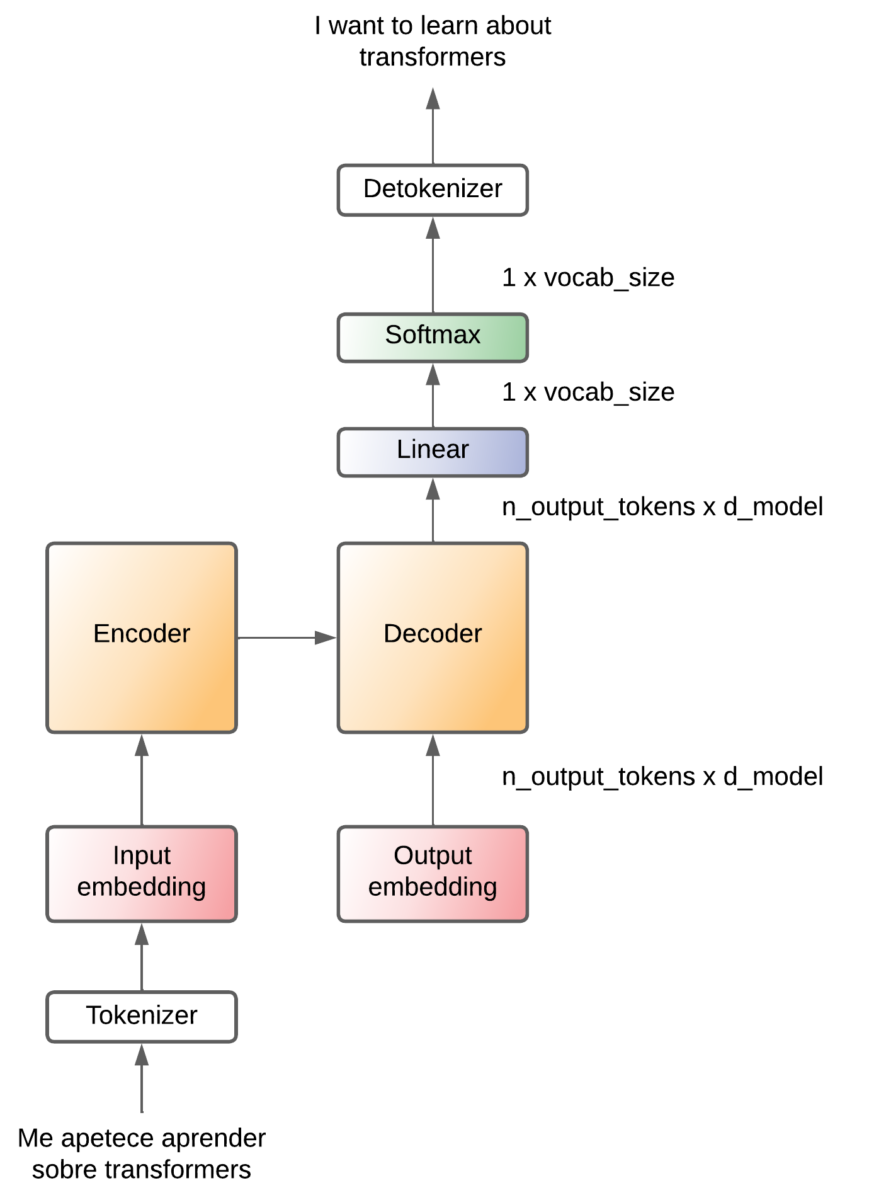 I want to learn about
transformers
Detokenizer
1 x vocab_size
Softmax
1 x vocab_size
Linear
n_output_tokens x d_model
Encoder
Decoder
n_output_tokens x d_model
Input
embedding
Output
embedding
Tokenizer
Me apetece aprender
sobre transformers